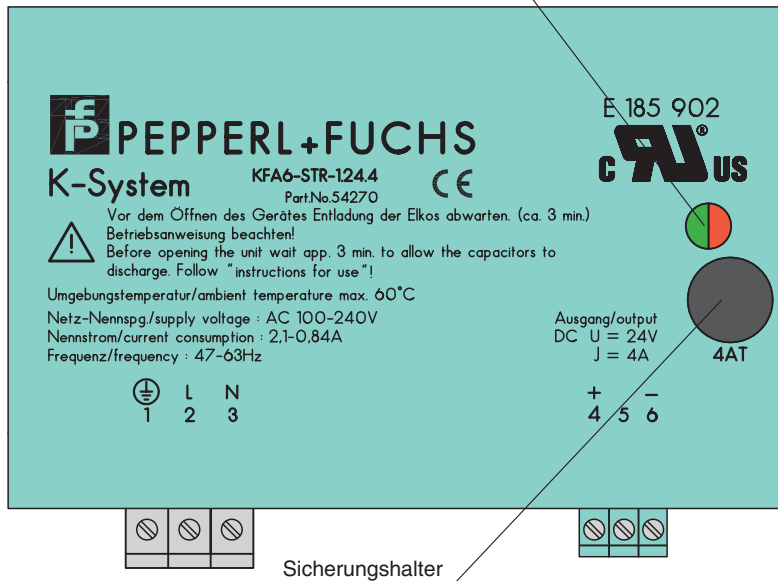 PEPPERL+FUCHS
E 185 902
® c RU US
K-System KFA6-STR-1.24.4 CE
Part.No.54270
Vor dem Öffnen des Gerätes Entladung der Elkos abwarten. (ca. 3 min.)
Betriebsanweisung beachten!
Before opening the unit wait app. 3 min. to allow the capacitors to
discharge. Follow "instructions for use"!
Umgebungstemperatur/ambient temperature max. 60°C
Netz-Nennspg./supply voltage : AC 100-240V
Nennstrom/current consumption : 2,1-0,84A
Frequenz/frequency : 47-63Hz
Ausgang/output
DC U = 24V
J = 4A
4AT
L N
1 2 3
+ −
4 5 6
Sicherungshalter